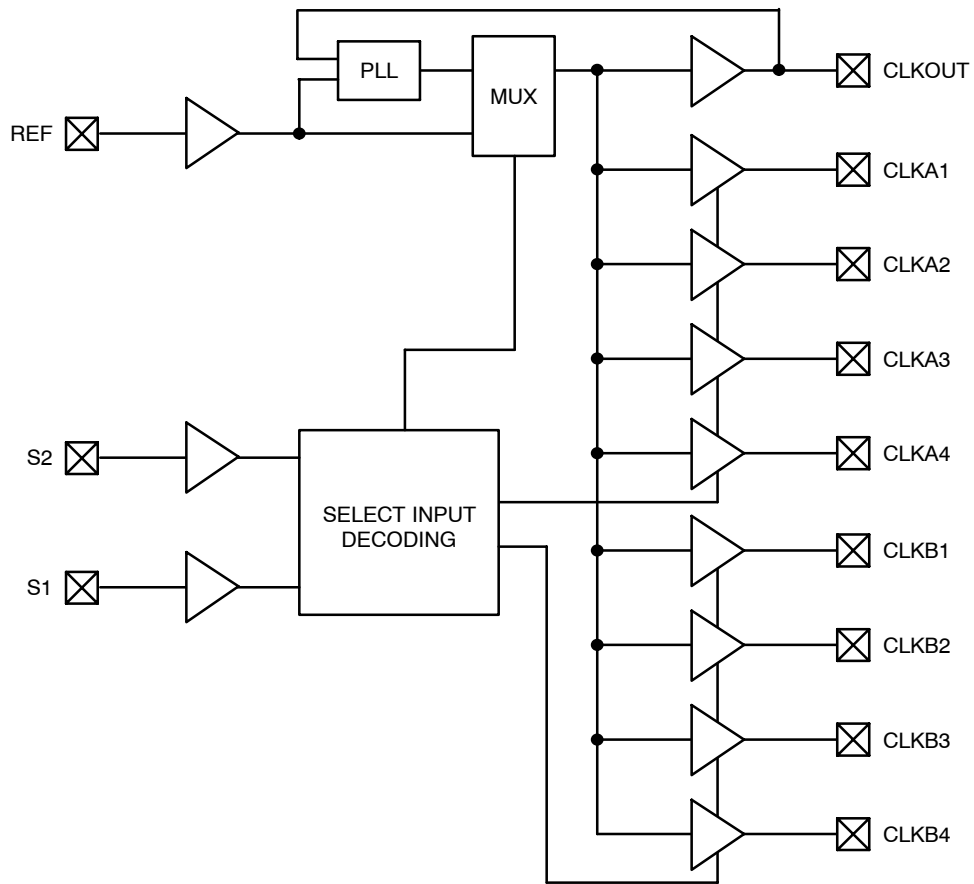 PLL
MUX
CLKOUT
REF
CLKA1
CLKA2
CLKA3
S2
CLKA4
SELECT INPUT
DECODING
CLKB1
S1
CLKB2
CLKB3
CLKB4